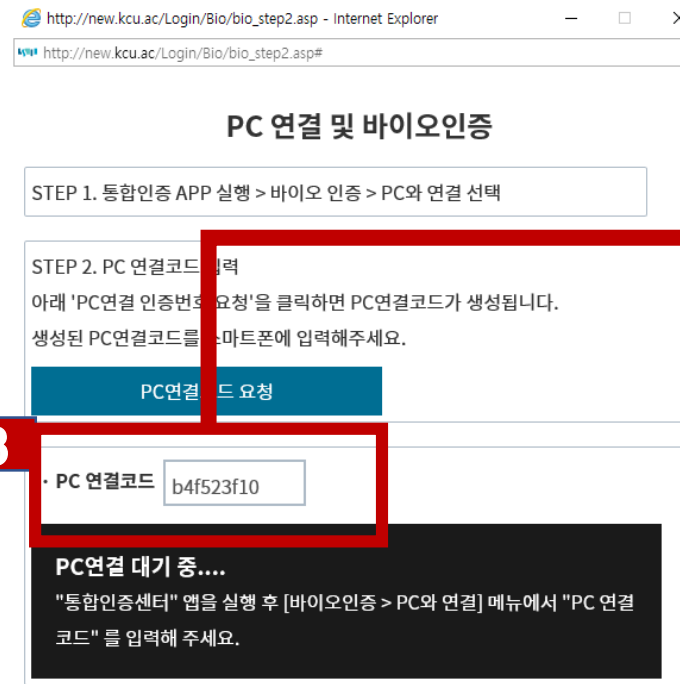 http://new.kcu.ac/Login/Bio/bio_step2.asp - Internet Explorer
http://new.kcu.ac/Login/Bio/bio_step2.asp#
PC 연결 및 바이오인증
STEP 1. 통합인증 APP 실행 > 바이오 인증 > PC와 연결 선택
STEP 2. PC 연결코드 입력
아래 'PC연결 인증번호 요청'을 클릭하면 PC연결코드가 생성됩니다.
생성된 PC연결코드를 스마트폰에 입력해주세요.
PC연결코드 요청
3
· PC 연결코드 b4f523f10
PC연결 대기 중....
"통합인증센터" 앱을 실행 후 [바이오인증 > PC와 연결] 메뉴에서 "PC 연결
코드" 를 입력해 주세요.